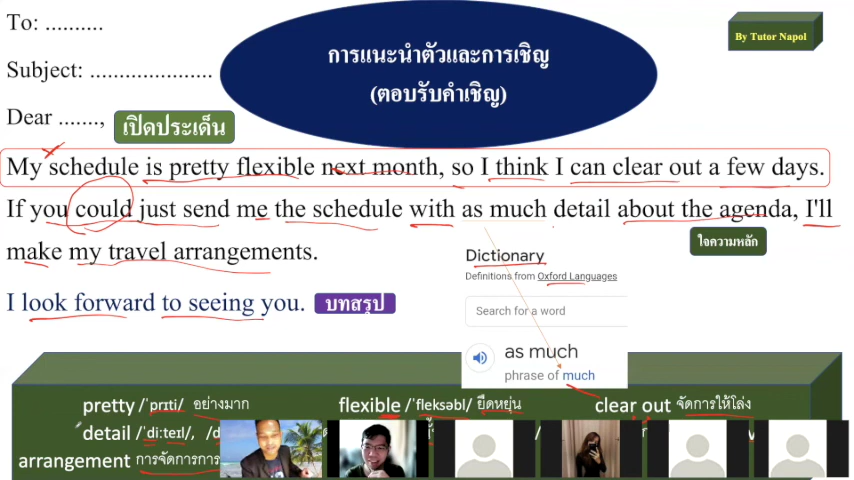 To: ..........
By Tutor Napol
การแนะนำตัวและการเชิญ
(ตอบรับคำเชิญ)
Subject: .....................
Dear .......,
เปิดประเด็น
My schedule is pretty flexible next month, so I think I can clear out a few days.
If you could just send me the schedule with as much detail about the agenda, I'll
ใจความหลัก
make my travel arrangements.
Dictionary
Definitions from Oxford Languages
I look forward to seeing you.
บทสรุป
Search for a word
as much
phrase of much
pretty /ˈprɪti/ อย่างมาก flexible /ˈfleksəbl/ ยืดหยุ่น clear out จัดการให้โล่ง
detail /ˈdiːteɪl/, /d
arrangement การจัดการการ